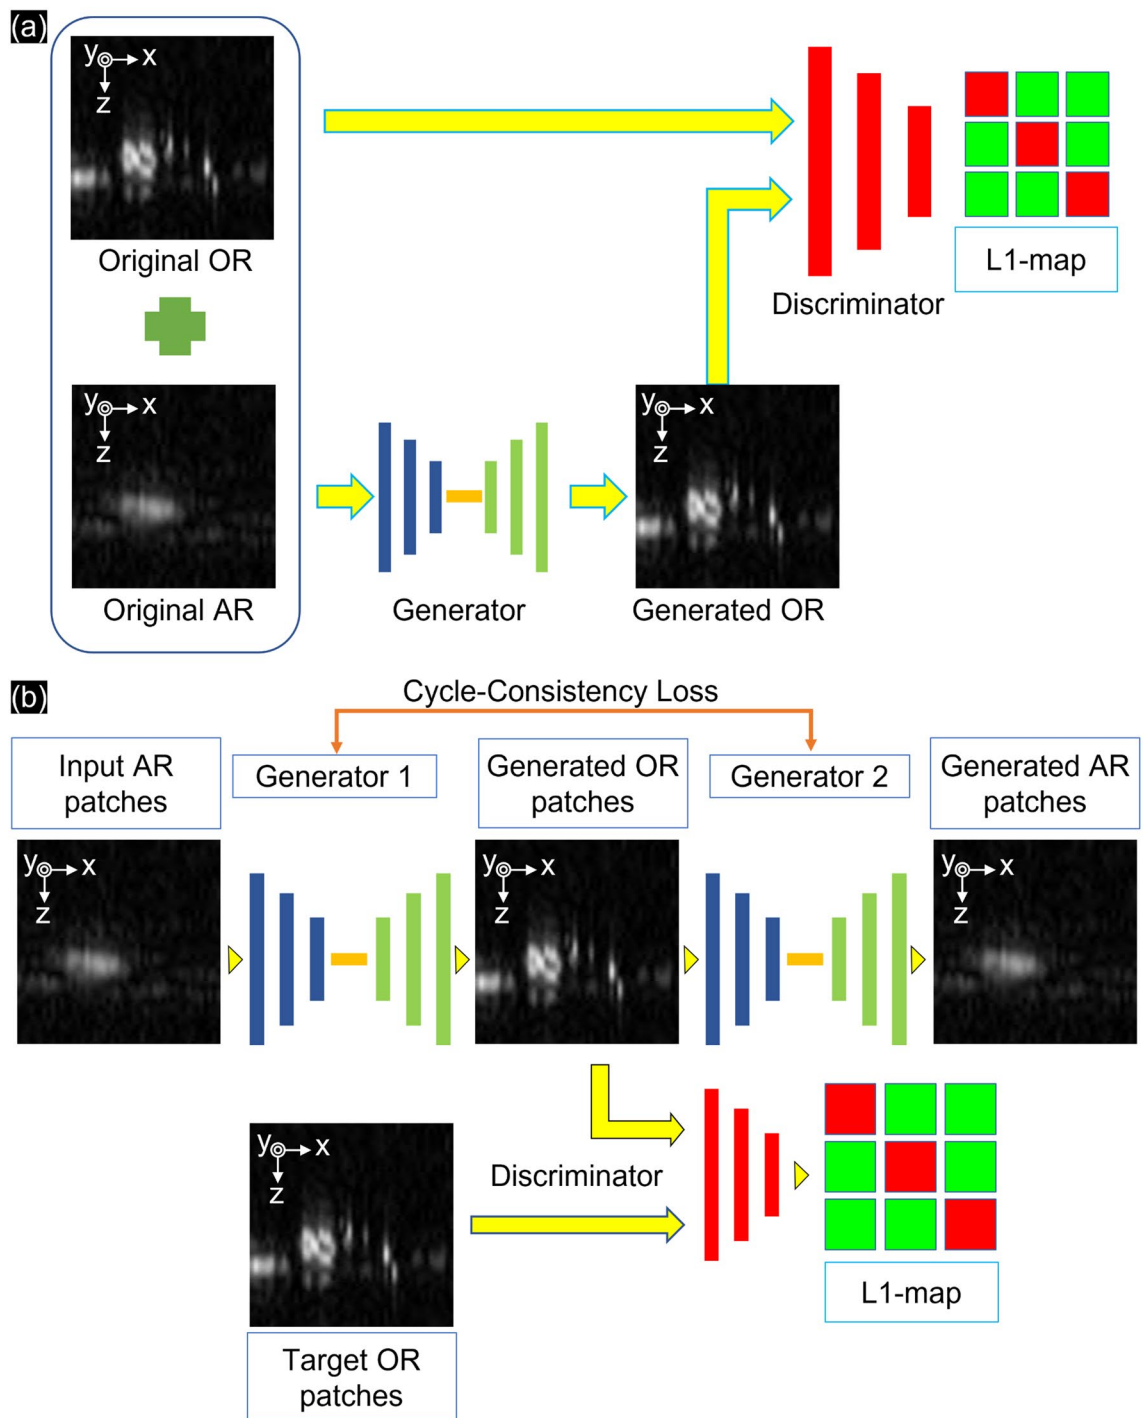 (a)
y x
z
Original OR
L1-map
Discriminator
y x
z
Original AR
Generator
y x
z
Generated OR
(b)
Cycle-Consistency Loss
Input AR
patches
Generator 1
Generated OR
patches
Generator 2
Generated AR
patches
y x
z
y x
z
y x
z
y x
z
Discriminator
L1-map
Target OR
patches